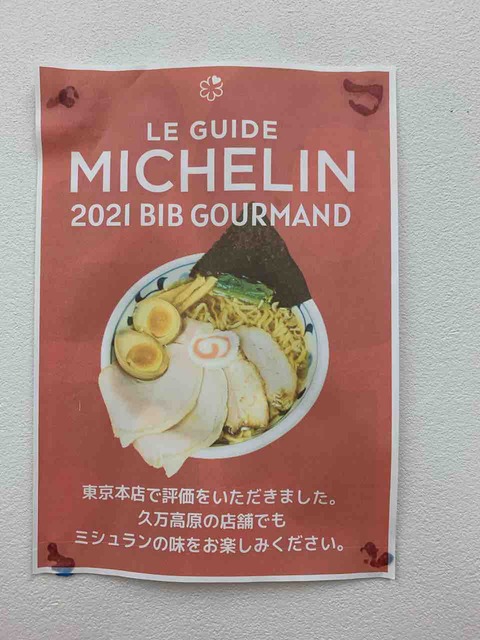 LE GUIDE
MICHELIN
2021 BIB GOURMAND
東京本店で評価をいただきました。
久万高原の店舗でも
ミシュランの味をお楽しみください。